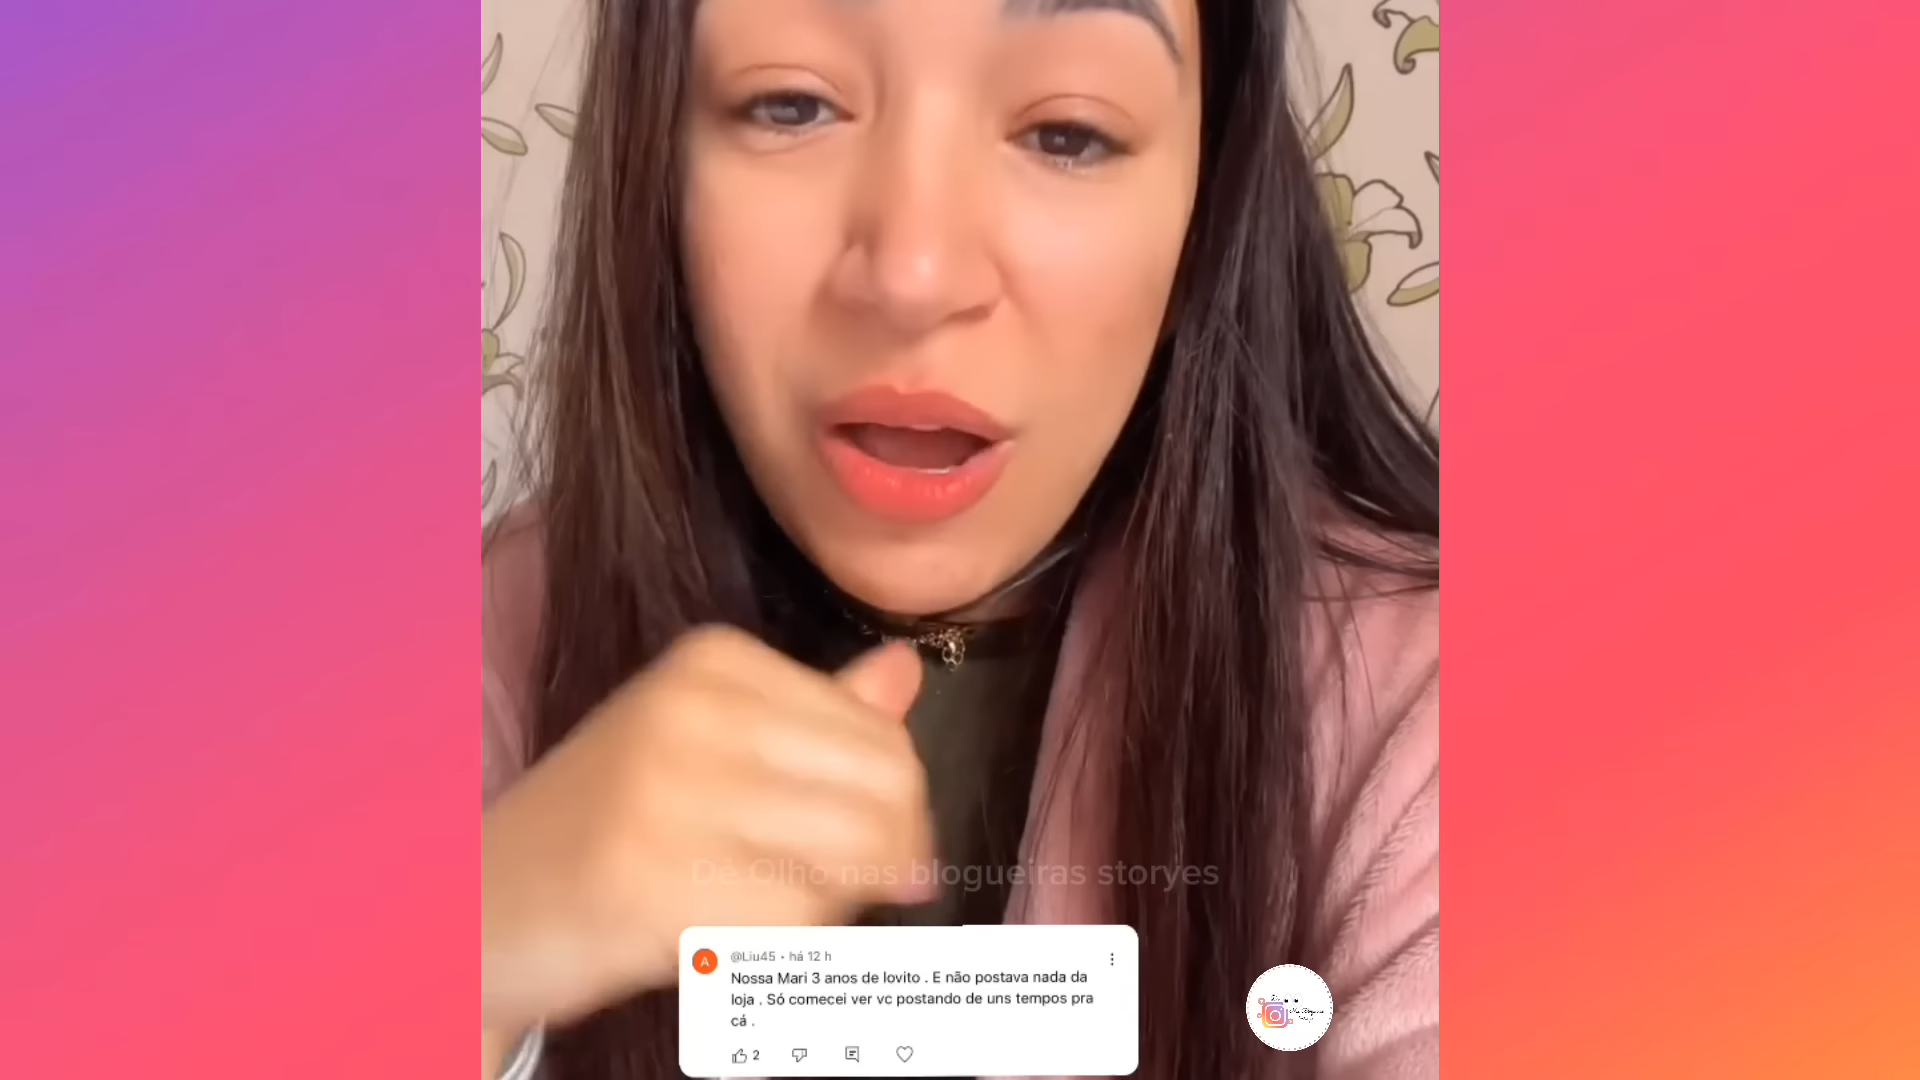 De Olho nas blogueiras storyes
A
@Liu45 • há 12 h
Nossa Mari 3 anos de lovito . E não postava nada da
loja . Só comecei ver vc postando de uns tempos pra
cá .
2